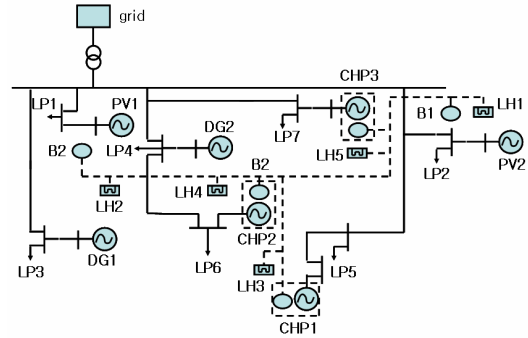 grid
CHP3
LP1
PV1
B1
LH1
DG2
LP7
B2
LP4
LH5
LP2
PV2
B2
LH2
LH4
CHP2
LP3
DG1
LP6
LH3
LP5
CHP1